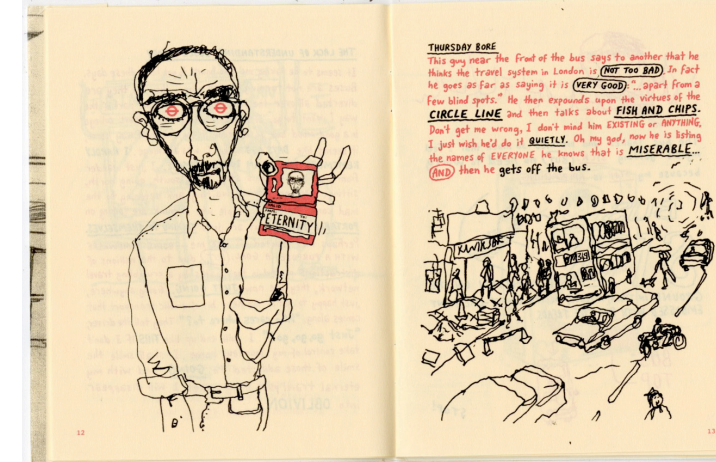 ETERNITY
12
THURSDAY BORE
This guy near the front of the bus says to another that he
thinks the travel system in London is NOT TOO BAD. In fact
he goes as far as saying it is VERY GOOD: "...apart from a
few blind spots." He then expounds upon the virtues of the
CIRCLE LINE and then talks about FISH AND CHIPS.
Don't get me wrong, I don't mind him EXISTING or ANYTHING,
I just wish he'd do it QUIETLY. Oh my god, now he is listing
the names of EVERYONE he knows that is MISERABLE...
AND then he gets off the bus.
13